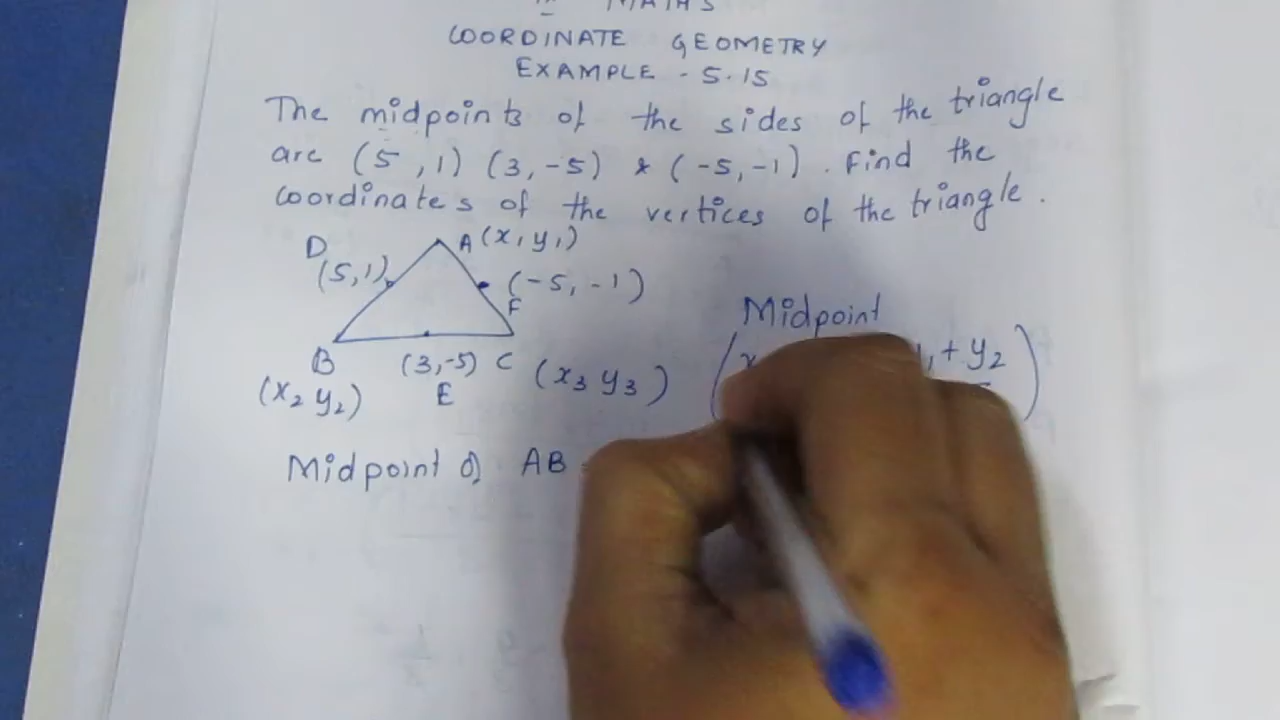 MATHS
COORDINATE GEOMETRY
EXAMPLE - 5.15
The midpoints of the sides of the triangle
are (5 , 1) (3, -5) & (-5, -1) . Find the
coordinates of the vertices of the triangle .
D A (x₁ y₁)
(5, 1) (-5, -1)
F
Midpoint
B (3, -5) C (x₃ y₃) + y₂
(x₂ y₂) E
Midpoint of AB